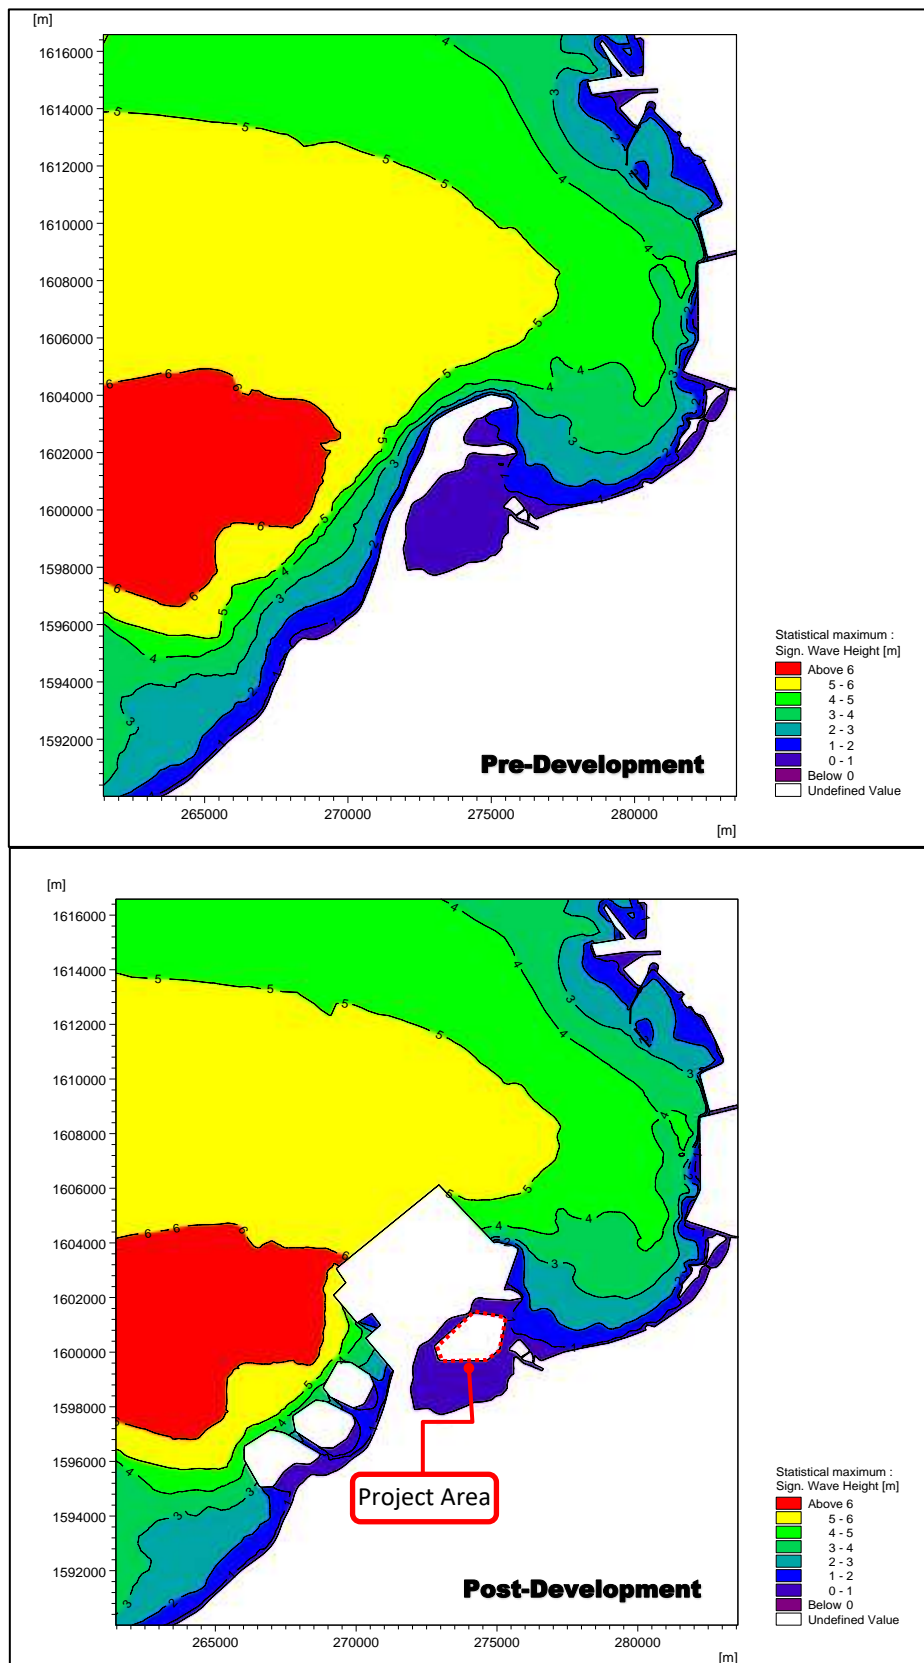 [m]
1616000
1614000
1612000
1610000
1608000
1606000
1604000
1602000
1600000
1598000
1596000
1594000
1592000
265000
270000
275000
280000
[m]
Pre-Development
Statistical maximum :
Sign. Wave Height [m]
Above 6
5 - 6
4 - 5
3 - 4
2 - 3
1 - 2
0 - 1
Below 0
Undefined Value
[m]
1616000
1614000
1612000
1610000
1608000
1606000
1604000
1602000
1600000
1598000
1596000
1594000
1592000
265000
270000
275000
280000
[m]
Project Area
Post-Development
Statistical maximum :
Sign. Wave Height [m]
Above 6
5 - 6
4 - 5
3 - 4
2 - 3
1 - 2
0 - 1
Below 0
Undefined Value